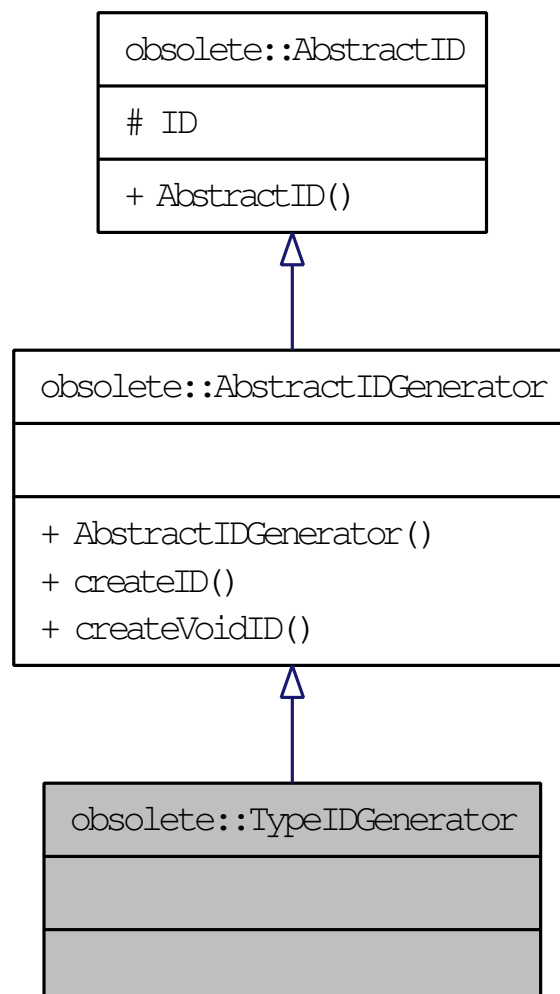 obsolete::AbstractID
# ID
+ AbstractID()
obsolete::AbstractIDGenerator
+ AbstractIDGenerator()
+ createID()
+ createVoidID()
obsolete::TypeIDGenerator